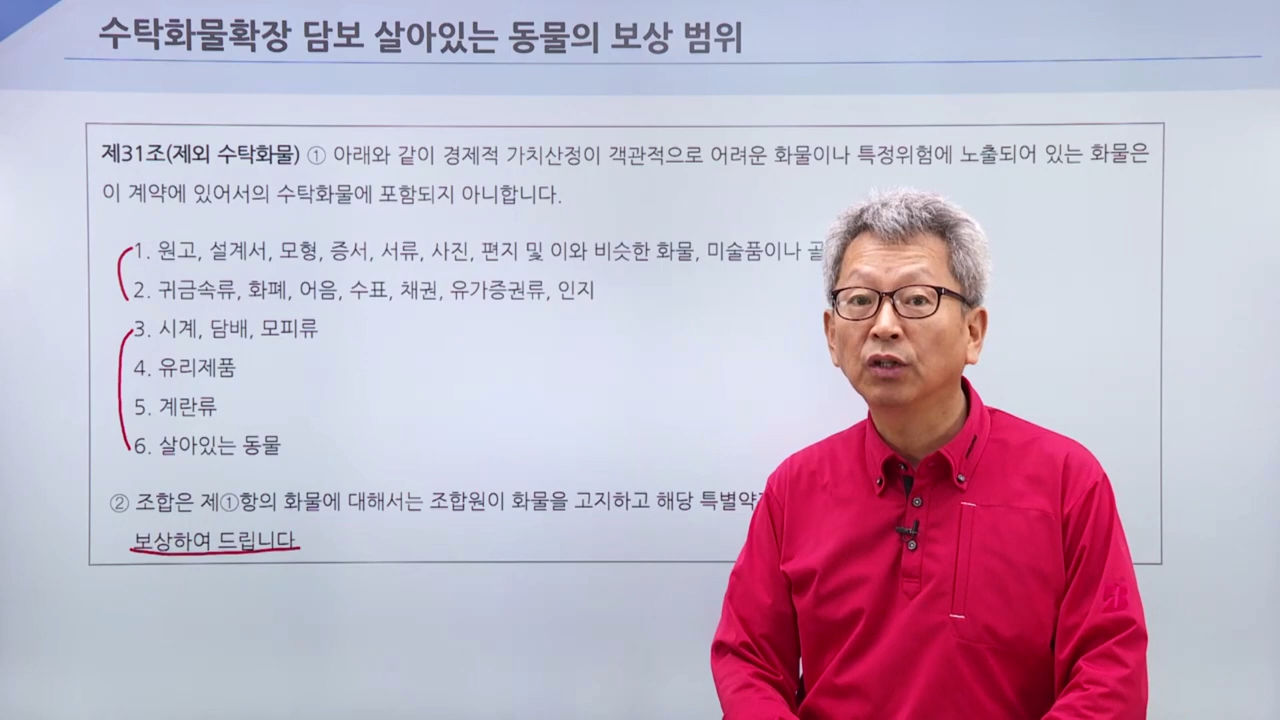 수탁화물확장 담보 살아있는 동물의 보상 범위
제31조(제외 수탁화물) ① 아래와 같이 경제적 가치산정이 객관적으로 어려운 화물이나 특정위험에 노출되어 있는 화물은
이 계약에 있어서의 수탁화물에 포함되지 아니합니다.
1. 원고, 설계서, 모형, 증서, 서류, 사진, 편지 및 이와 비슷한 화물, 미술품이나
2. 귀금속류, 화폐, 어음, 수표, 채권, 유가증권류, 인지
3. 시계, 담배, 모피류
4. 유리제품
5. 계란류
6. 살아있는 동물
② 조합은 제①항의 화물에 대해서는 조합원이 화물을 고지하고 해당
보상하여 드립니다